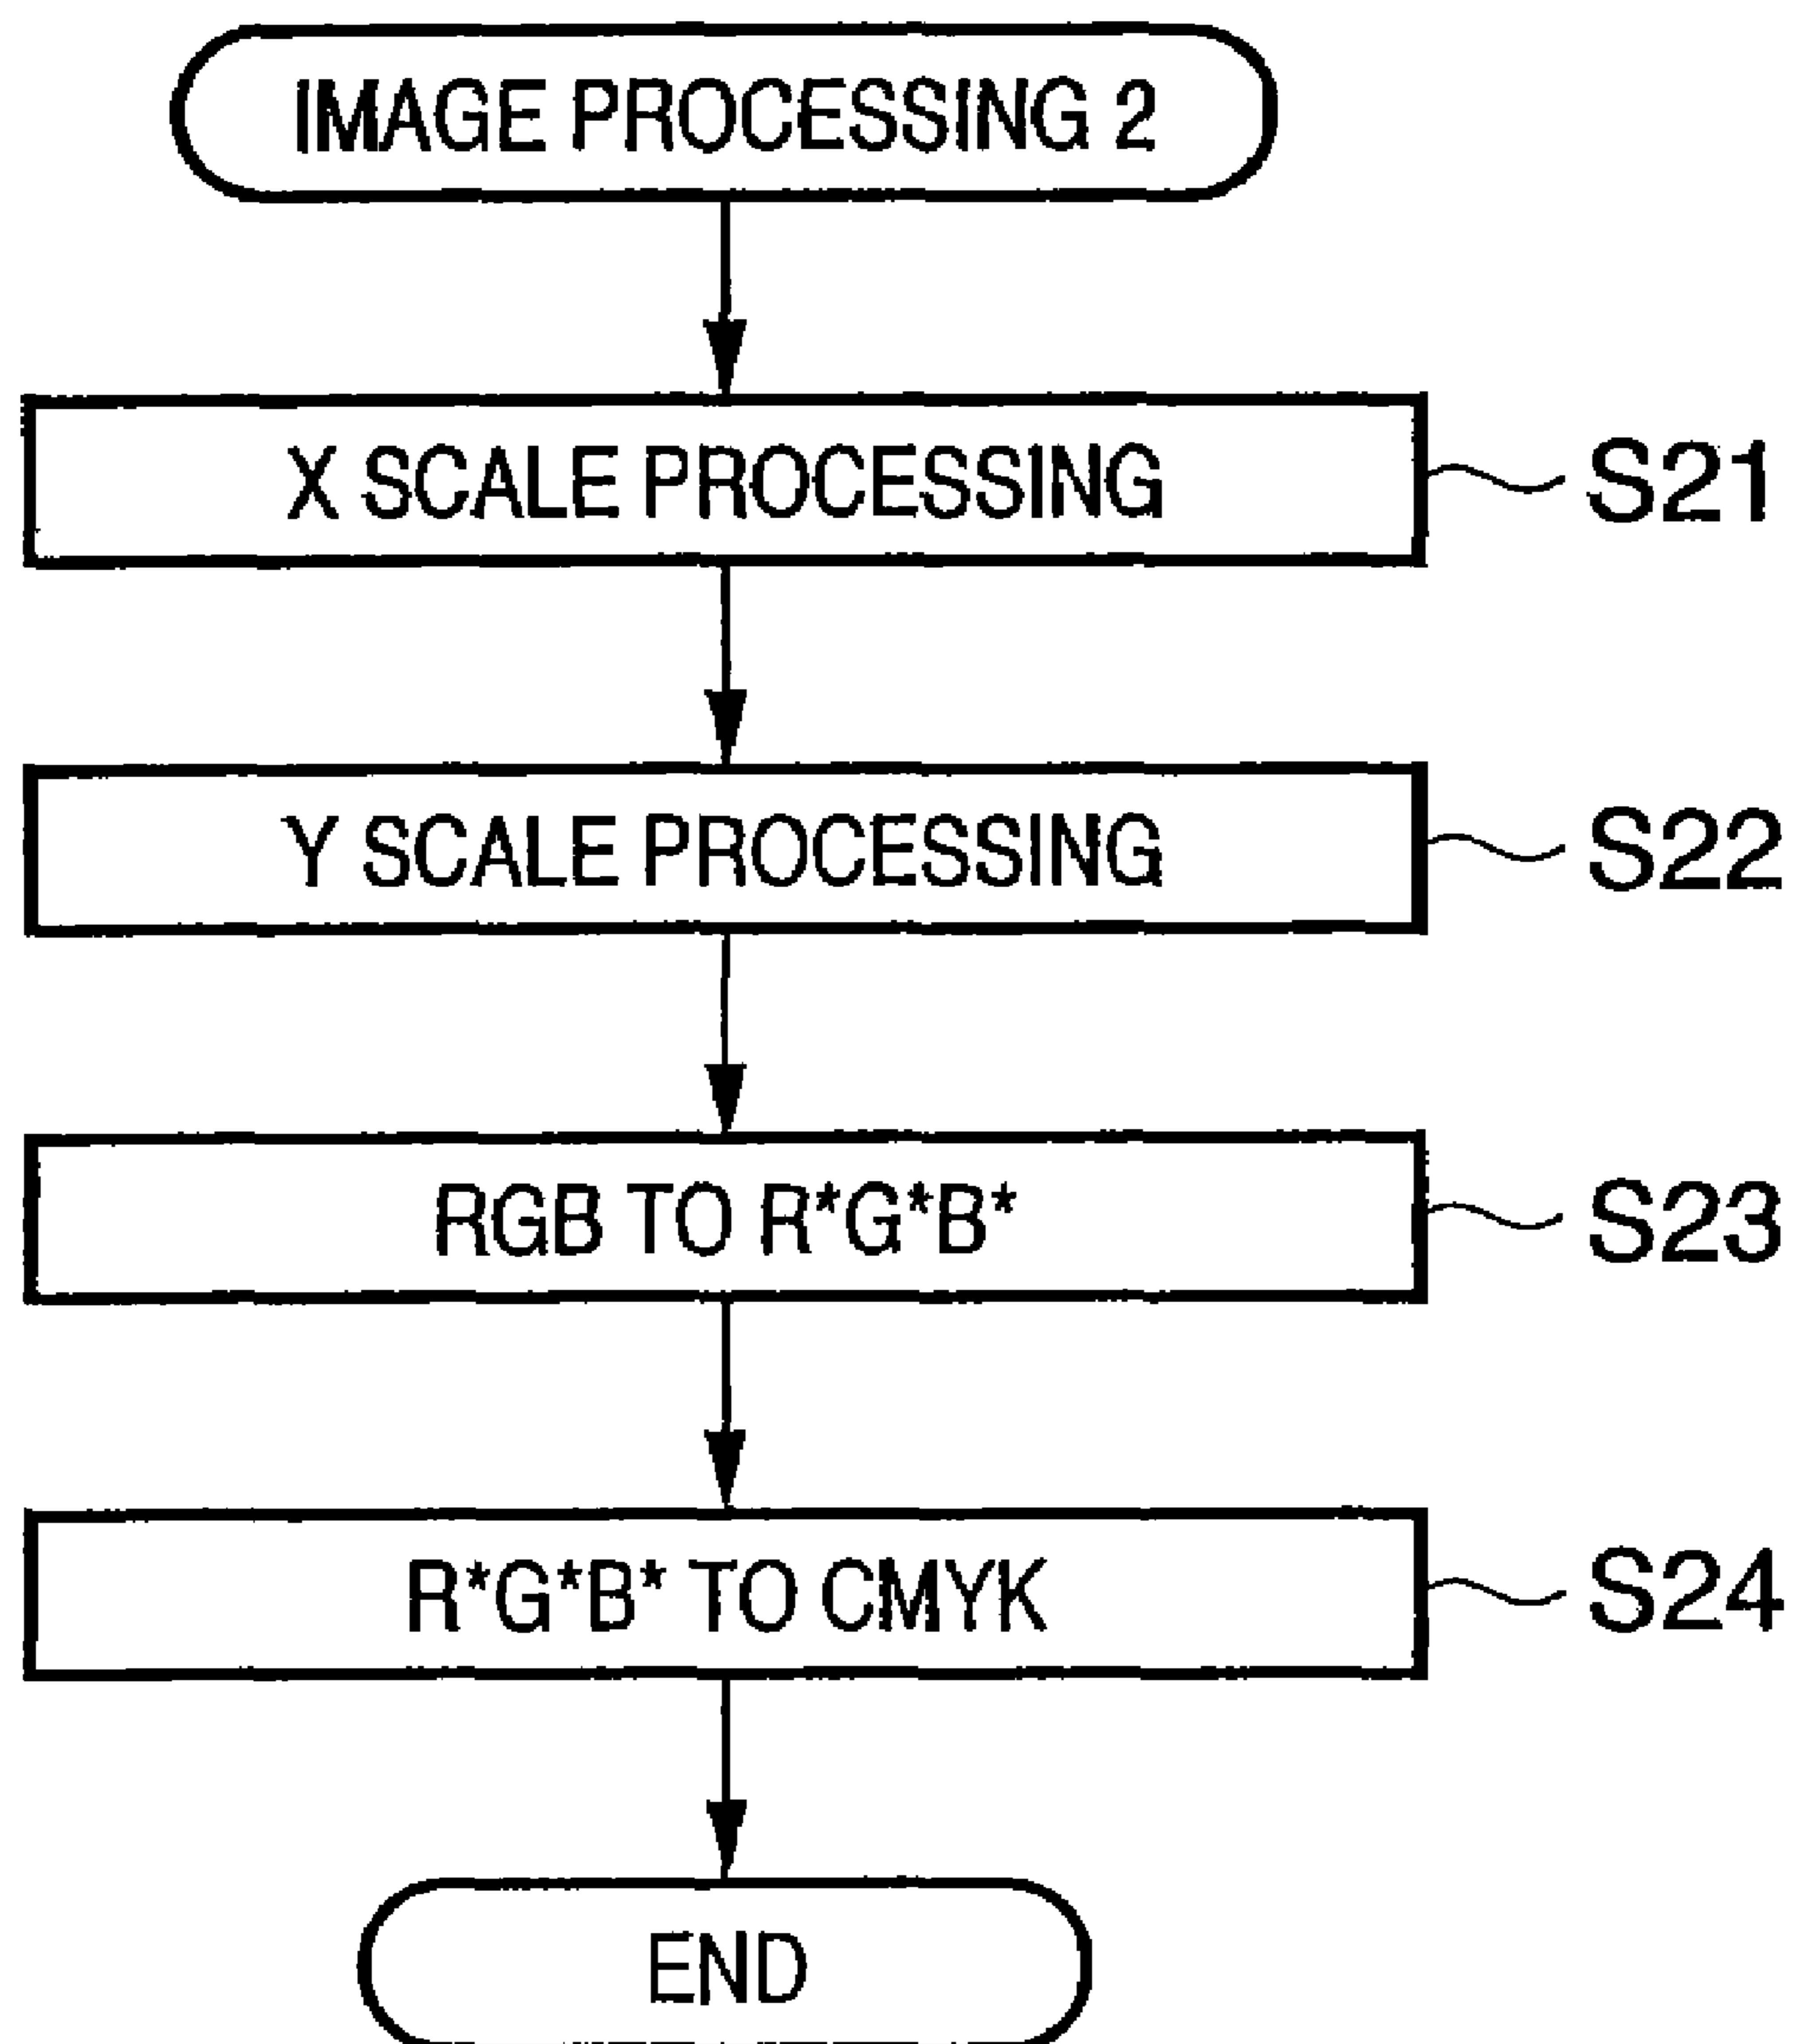 IMAGE PROCESSING 2
X SCALE PROCESSING S21
Y SCALE PROCESSING S22
RGB TO R*G*B* S23
R*G*B* TO CMYK S24
END